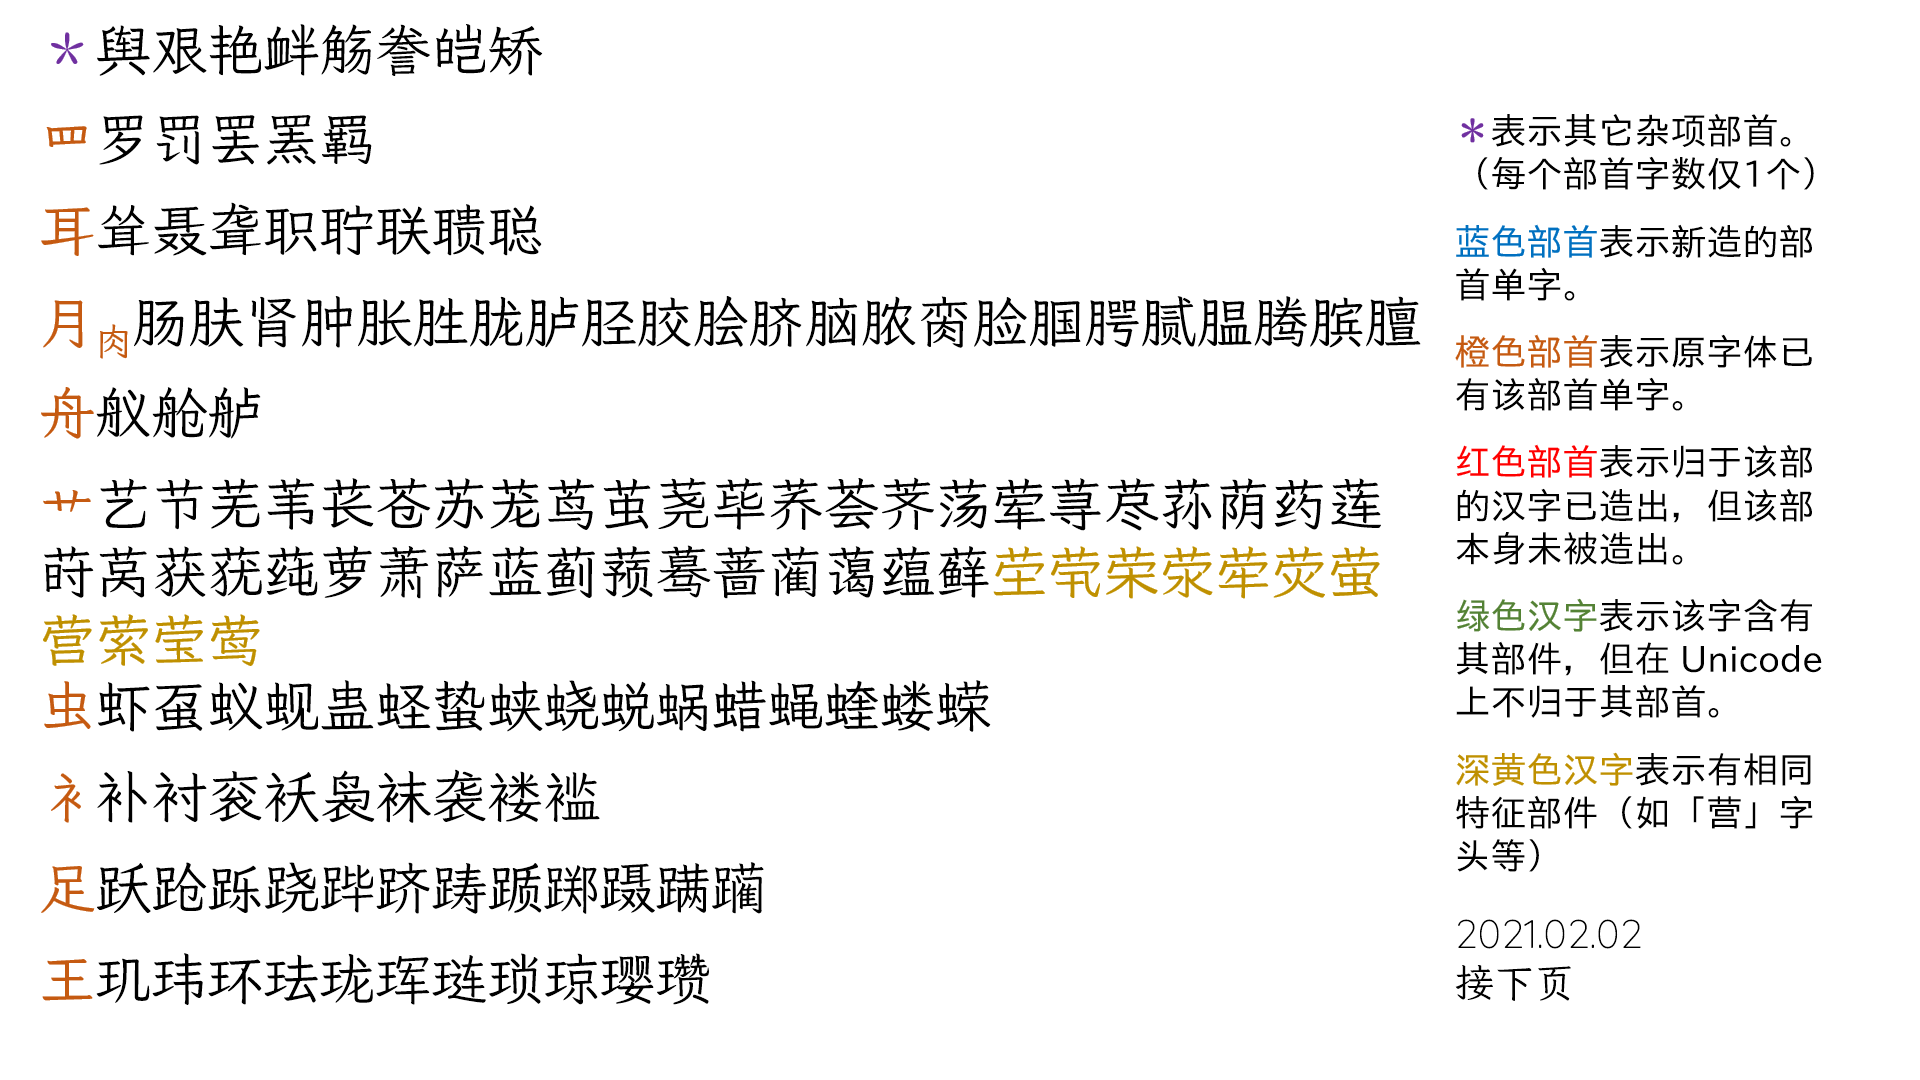 ＊舆艰艳衅觞誊皑矫
罒罗罚罢罴羁
耳耸聂聋职聍联聩聪
月肉肠肤肾肿胀胜胧胪胫胶脍脐脑脓脔脸腘腭腻腽腾膑膻
舟舣舱舻
艹艺节芜苇苌苍苏茏茑茧荛荜荞荟荠荡荤荨荩荪荫药莲
莳莴获莸莼萝萧萨蓝蓟蓣蓦蔷蔺蔼蕴藓茔茕荣荥荦荧萤
营萦莹莺
虫虾虿蚁蚬蛊蛏蛰蛱蛲蜕蜗蜡蝇蝰蝼蝾
衤补衬衮袄袅袜袭褛褴
足跃跄跞跷跸跻踌踬踯蹑蹒躏
王玑玮环珐珑珲琏琐琼璎瓒
＊表示其它杂项部首。
（每个部首字数仅1个）
蓝色部首表示新造的部
首单字。
橙色部首表示原字体已
有该部首单字。
红色部首表示归于该部
的汉字已造出，但该部
本身未被造出。
绿色汉字表示该字含有
其部件，但在 Unicode
上不归于其部首。
深黄色汉字表示有相同
特征部件（如「营」字
头等）
2021.02.02
接下页